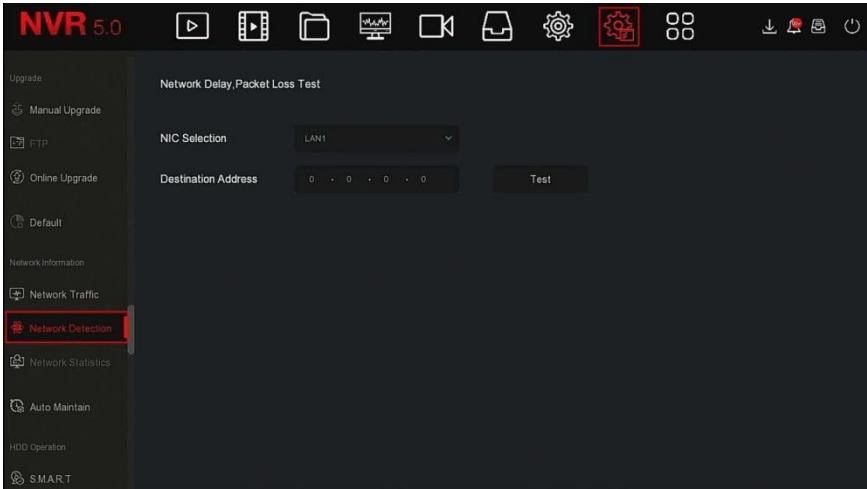 NVR 5.0
Upgrade
Manual Upgrade
FTP
Online Upgrade
Default
Network Information
Network Traffic
Network Detection
Network Statistics
Auto Maintain
HDD Operation
S.M.A.R.T
Network Delay,Packet Loss Test
NIC Selection
LAN1
Destination Address
0 . 0 . 0 . 0
Test